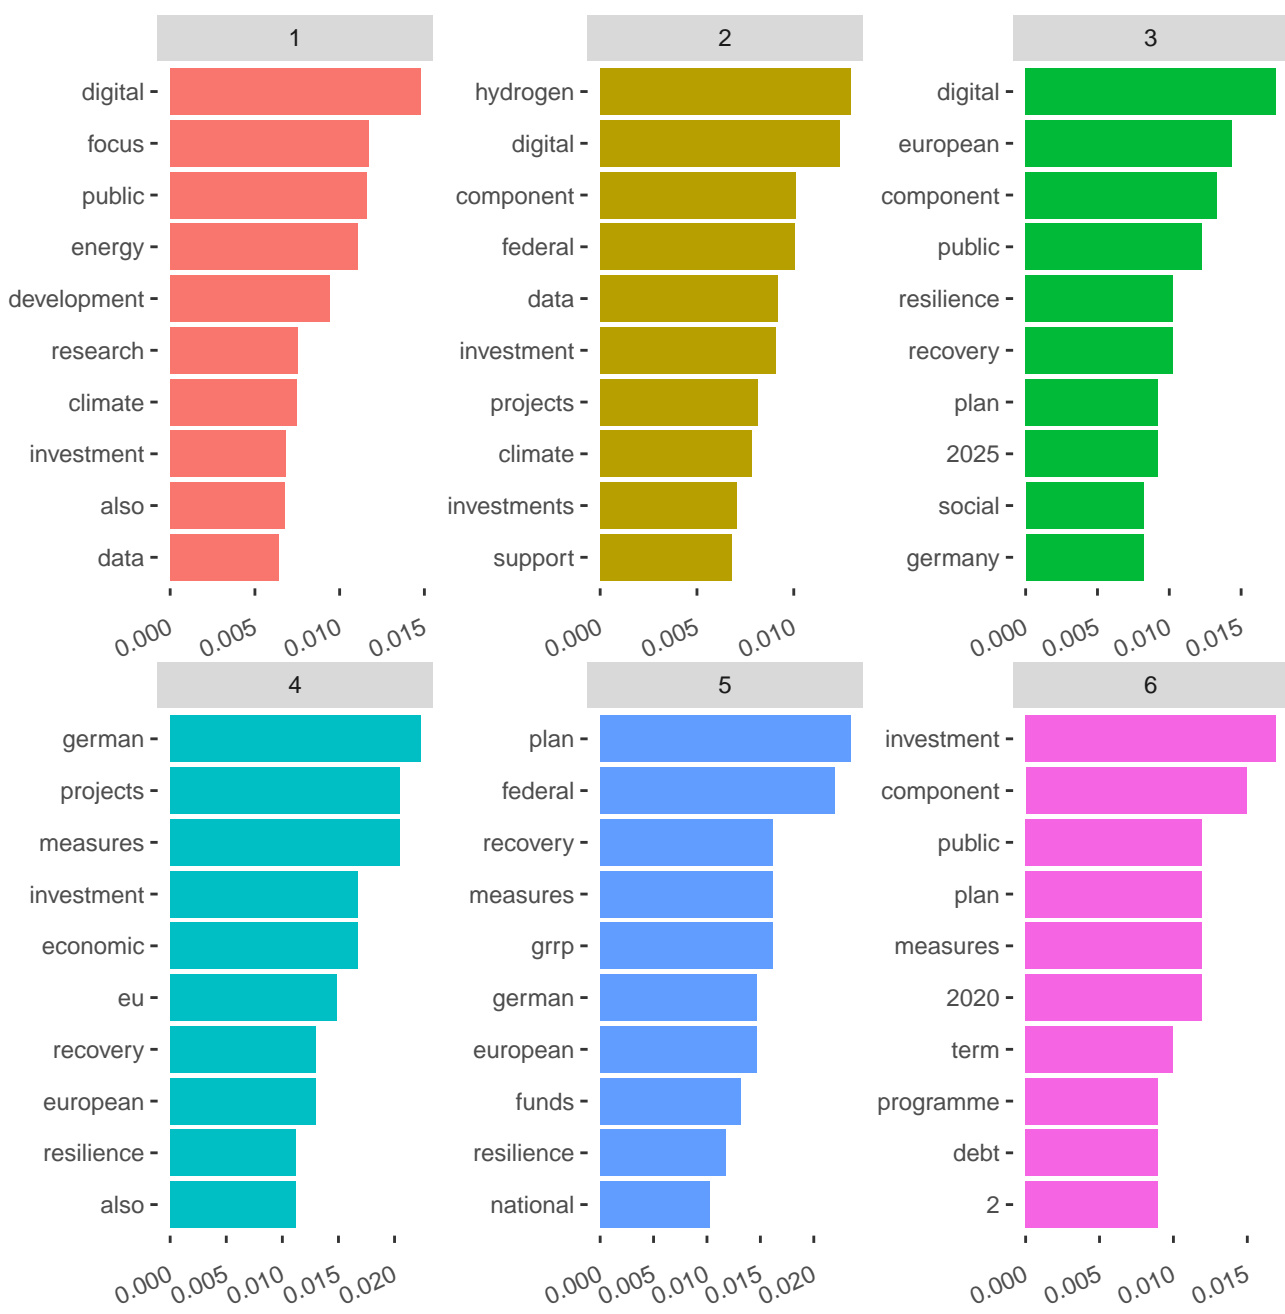 1
digital
focus
public
energy
development
research
climate
investment
also
data
0.000 0.005 0.010 0.015
2
hydrogen
digital
component
federal
data
investment
projects
climate
investments
support
0.000 0.005 0.010
3
digital
european
component
public
resilience
recovery
plan
2025
social
germany
0.000 0.005 0.010 0.015
4
german
projects
measures
investment
economic
eu
recovery
european
resilience
also
0.000 0.005 0.010 0.015 0.020
5
plan
federal
recovery
measures
grrp
german
european
funds
resilience
national
0.000 0.005 0.010 0.015 0.020
6
investment
component
public
plan
measures
2020
term
programme
debt
2
0.000 0.005 0.010 0.015